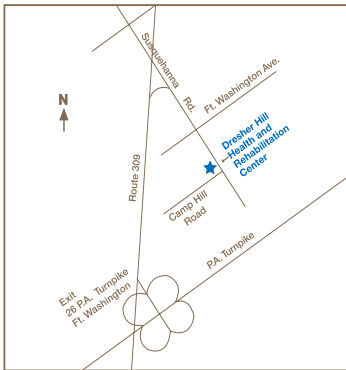 Susquehanna Rd.
Ft. Washington Ave.
N
Dresher Hill
Health and
Rehabilitation
Center
Route 309
Camp Hill
Road
P.A. Turnpike
Exit
26 P.A. Turnpike
Ft. Washington